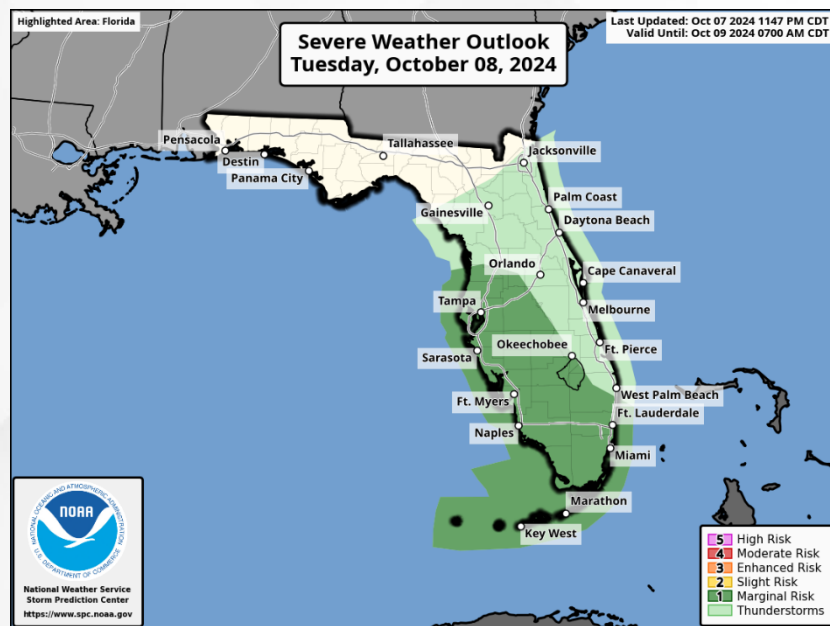 Highlighted Area: Florida
Severe Weather Outlook
Tuesday, October 08, 2024
Last Updated: Oct 07 2024 1147 PM CDT
Valid Until: Oct 09 2024 0700 AM CDT
Pensacola
Destin
Panama City
Tallahassee
Jacksonville
Gainesville
Palm Coast
Daytona Beach
Orlando
Cape Canaveral
Tampa
Melbourne
Okeechobee
Ft. Pierce
Sarasota
West Palm Beach
Ft. Myers
Ft. Lauderdale
Naples
Miami
Marathon
Key West
NATIONAL OCEANIC AND ATMOSPHERIC ADMINISTRATION
NOAA
U.S. DEPARTMENT OF COMMERCE
National Weather Service
Storm Prediction Center
https://www.spc.noaa.gov
5 High Risk
4 Moderate Risk
3 Enhanced Risk
2 Slight Risk
1 Marginal Risk
Thunderstorms